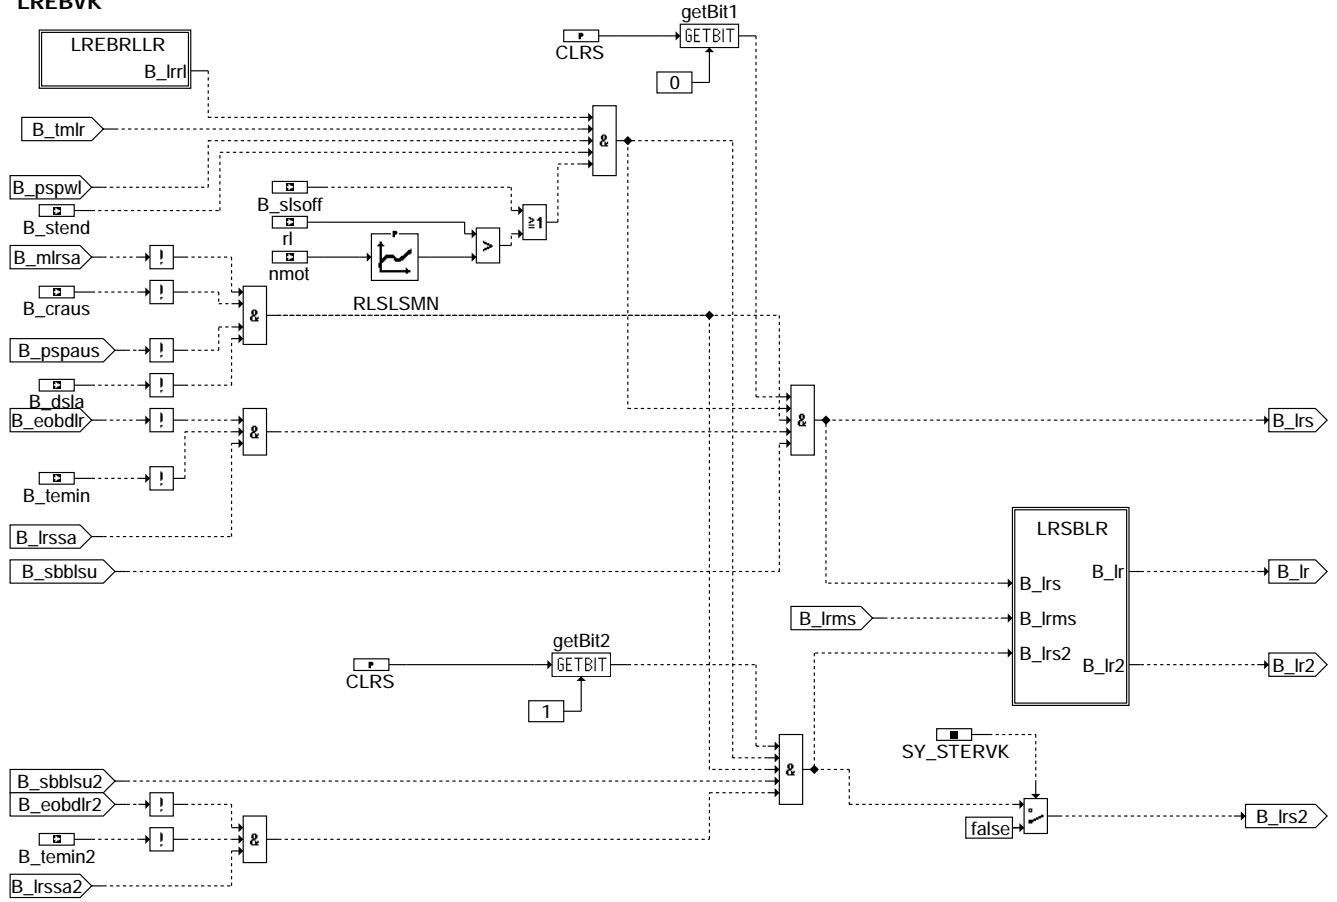 LREBVK
getBit1
LREBRLLR
P
GETBIT
CLRS
B_lrrl
0
B_tmlr
&
B_pspwl
B_slsoff
B_stend
rl
≥1
P
>
B_mlrsa
!
nmot
B_craus
!
RLSLSMN
&
B_pspaus
!
B_dsla
!
B_eobdlr
!
&
&
B_lrs
B_temin
!
B_lrssa
LRSBLR
B_sbblsu
B_lr
B_lr
B_lrs
B_lrms
B_lrms
getBit2
B_lrs2
P
GETBIT
CLRS
B_lr2
B_lr2
1
SY_STERVK
B_sbblsu2
&
B_eobdlr2
!
false
B_lrs2
B_temin2
!
&
B_lrssa2